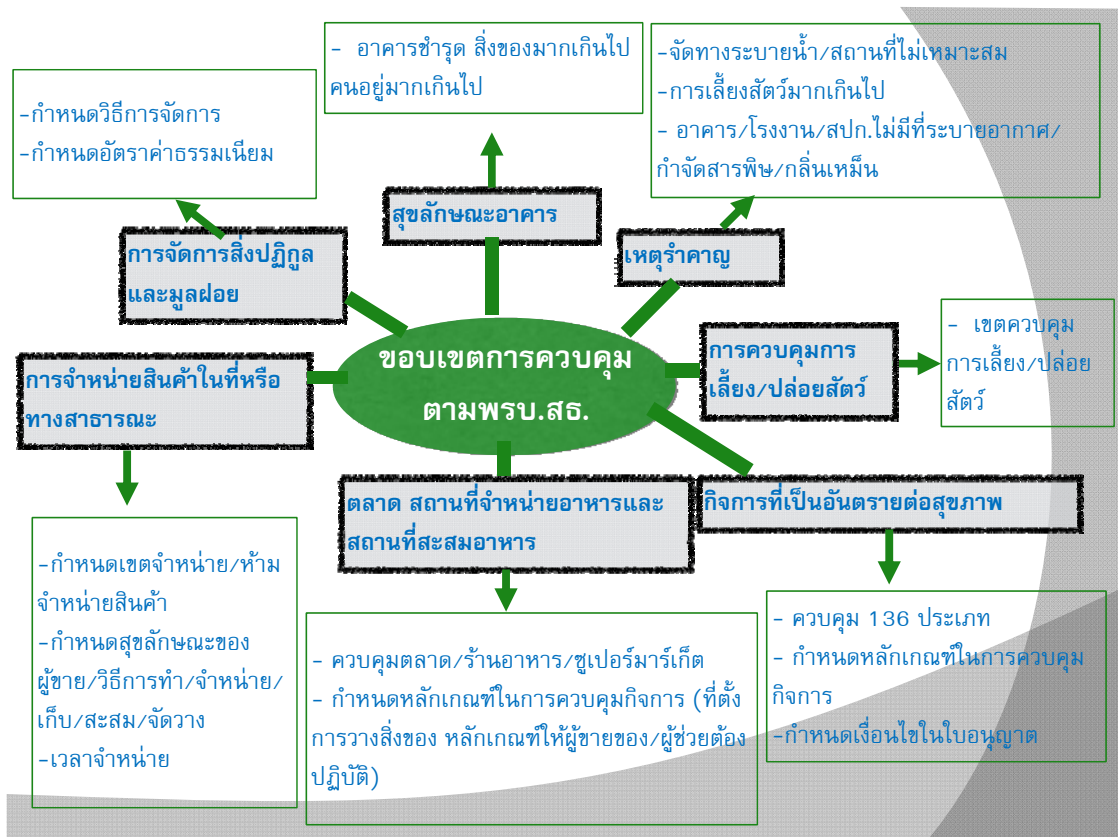 - อาคารชำรุด สิ่งของมากเกินไป
คนอยู่มากเกินไป
-จัดทางระบายน้ำ/สถานที่ไม่เหมาะสม
-การเลี้ยงสัตว์มากเกินไป
- อาคาร/โรงงาน/สปก.ไม่มีที่ระบายอากาศ/
กำจัดสารพิษ/กลิ่นเหม็น
-กำหนดวิธีการจัดการ
-กำหนดอัตราค่าธรรมเนียม
สุขลักษณะอาคาร
การจัดการสิ่งปฏิกูล
และมูลฝอย
เหตุรำคาญ
ขอบเขตการควบคุม
ตามพรบ.สธ.
การควบคุมการ
เลี้ยง/ปล่อยสัตว์
- เขตควบคุม
การเลี้ยง/ปล่อย
สัตว์
การจำหน่ายสินค้าในที่หรือ
ทางสาธารณะ
ตลาด สถานที่จำหน่ายอาหารและ
สถานที่สะสมอาหาร
กิจการที่เป็นอันตรายต่อสุขภาพ
-กำหนดเขตจำหน่าย/ห้าม
จำหน่ายสินค้า
-กำหนดสุขลักษณะของ
ผู้ขาย/วิธีการทำ/จำหน่าย/
เก็บ/สะสม/จัดวาง
-เวลาจำหน่าย
- ควบคุมตลาด/ร้านอาหาร/ซูเปอร์มาร์เก็ต
- กำหนดหลักเกณฑ์ในการควบคุมกิจการ (ที่ตั้ง
การวางสิ่งของ หลักเกณฑ์ให้ผู้ขายของ/ผู้ช่วยต้อง
ปฏิบัติ)
- ควบคุม 136 ประเภท
- กำหนดหลักเกณฑ์ในการควบคุม
กิจการ
-กำหนดเงื่อนไขในใบอนุญาต